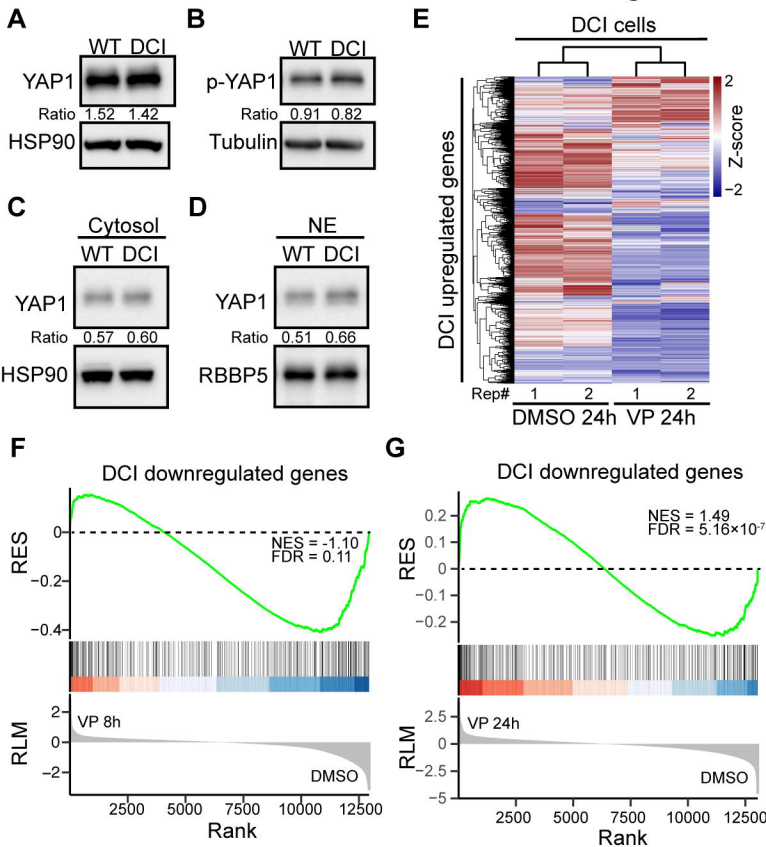 A
WT DCI
YAP1
Ratio 1.52 1.42
HSP90
B
WT DCI
p-YAP1
Ratio 0.91 0.82
Tubulin
C
Cytosol
WT DCI
YAP1
Ratio 0.57 0.60
HSP90
D
NE
WT DCI
YAP1
Ratio 0.51 0.66
RBBP5
E
DCI cells
DCI upregulated genes
2
Z-score
−2
Rep# 1 2 1 2
DMSO 24h VP 24h
F
DCI downregulated genes
RES
0
−0.2
−0.4
NES = -1.10
FDR = 0.11
RLM
2
0
−2
VP 8h
DMSO
2500 5000 7500 10000 12500
Rank
G
DCI downregulated genes
RES
0.2
0.1
0
−0.1
−0.2
NES = 1.49
FDR = 5.16×10⁻⁷
RLM
2.5
0
−2.5
−5
VP 24h
DMSO
2500 5000 7500 10000 12500
Rank